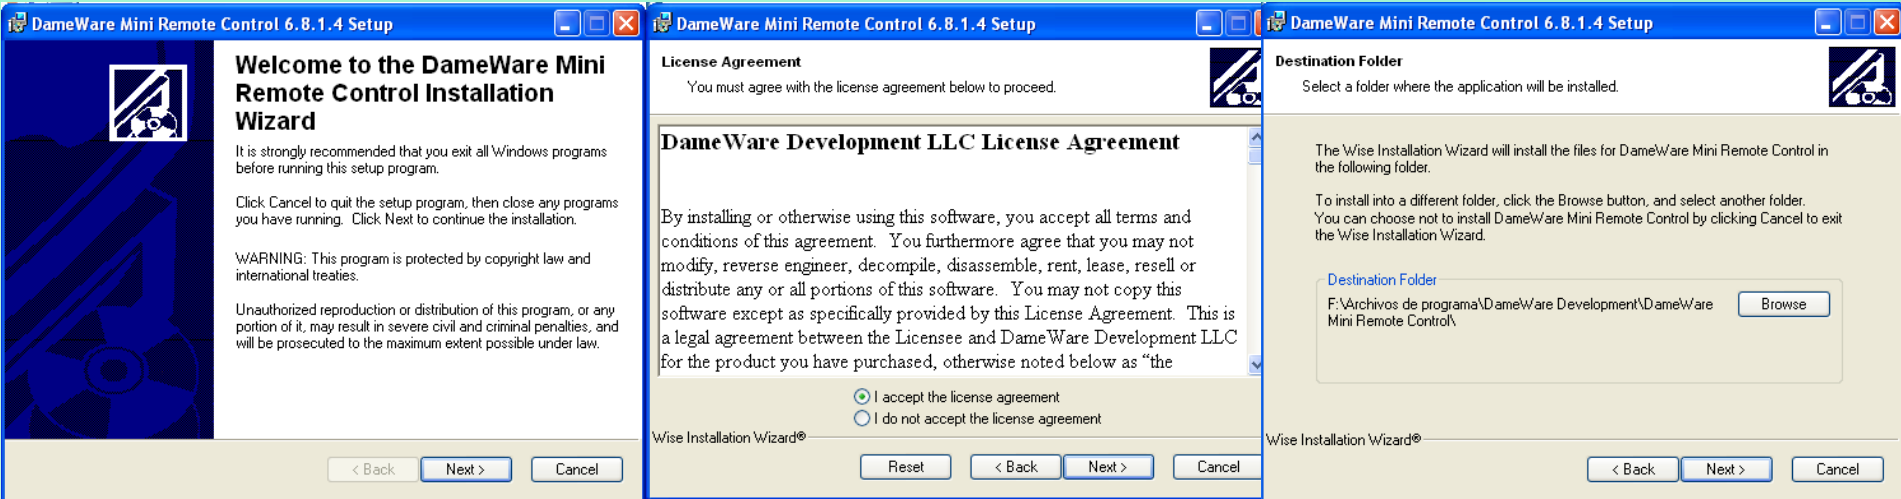 DameWare Mini Remote Control 6.8.1.4 Setup
Welcome to the DameWare Mini
Remote Control Installation
Wizard
It is strongly recommended that you exit all Windows programs
before running this setup program.
Click Cancel to quit the setup program, then close any programs
you have running.  Click Next to continue the installation.
WARNING: This program is protected by copyright law and
international treaties.
Unauthorized reproduction or distribution of this program, or any
portion of it, may result in severe civil and criminal penalties, and
will be prosecuted to the maximum extent possible under law.
< Back
Next >
Cancel
DameWare Mini Remote Control 6.8.1.4 Setup
License Agreement
You must agree with the license agreement below to proceed.
DameWare Development LLC License Agreement
By installing or otherwise using this software, you accept all terms and
conditions of this agreement.  You furthermore agree that you may not
modify, reverse engineer, decompile, disassemble, rent, lease, resell or
distribute any or all portions of this software.  You may not copy this
software except as specifically provided by this License Agreement.  This is
a legal agreement between the Licensee and DameWare Development LLC
for the product you have purchased, otherwise noted below as “the
I accept the license agreement
I do not accept the license agreement
Wise Installation Wizard®
Reset
< Back
Next >
Cancel
DameWare Mini Remote Control 6.8.1.4 Setup
Destination Folder
Select a folder where the application will be installed.
The Wise Installation Wizard will install the files for DameWare Mini Remote Control in
the following folder.
To install into a different folder, click the Browse button, and select another folder.
You can choose not to install DameWare Mini Remote Control by clicking Cancel to exit
the Wise Installation Wizard.
Destination Folder
F:\Archivos de programa\DameWare Development\DameWare
Mini Remote Control\
Browse
Wise Installation Wizard®
< Back
Next >
Cancel